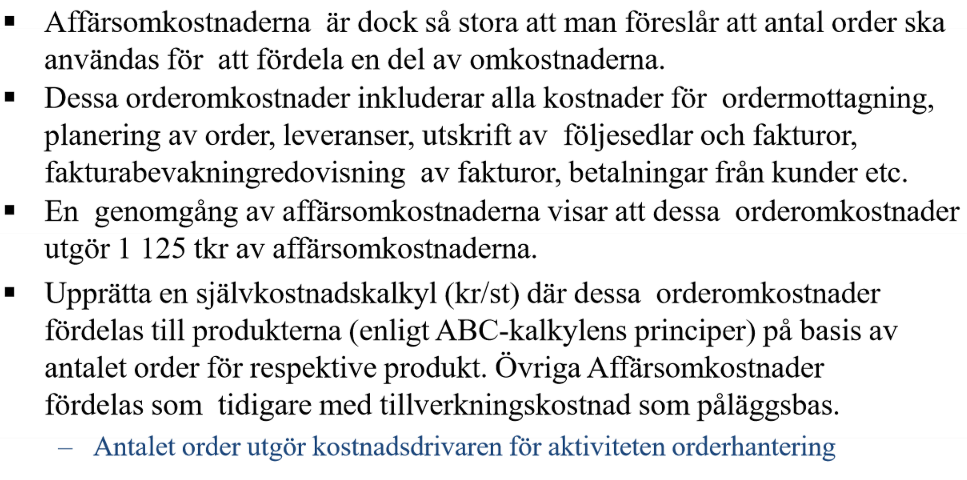 ▪ Affärsomkostnaderna är dock så stora att man föreslår att antal order ska
användas för att fördela en del av omkostnaderna.
▪ Dessa orderomkostnader inkluderar alla kostnader för ordermottagning,
planering av order, leveranser, utskrift av följesedlar och fakturor,
fakturabevakningredovisning av fakturor, betalningar från kunder etc.
▪ En genomgång av affärsomkostnaderna visar att dessa orderomkostnader
utgör 1 125 tkr av affärsomkostnaderna.
▪ Upprätta en självkostnadskalkyl (kr/st) där dessa orderomkostnader
fördelas till produkterna (enligt ABC-kalkylens principer) på basis av
antalet order för respektive produkt. Övriga Affärsomkostnader
fördelas som tidigare med tillverkningskostnad som påläggsbas.
– Antalet order utgör kostnadsdrivaren för aktiviteten orderhantering